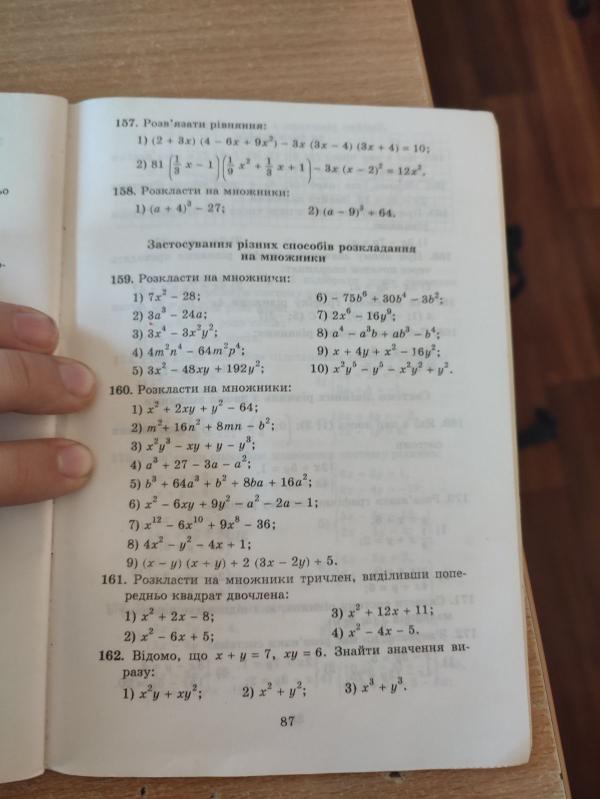 157. Розв'язати рівняння:
1) (2 + 3x) (4 – 6x + 9x²) – 3x (3x – 4) (3x + 4) = 10;
2) 81 (1/3 x – 1) (1/9 x² + 1/3 x + 1) – 3x (x – 2)² = 12x².
158. Розкласти на множники:
1) (a + 4)³ – 27; 2) (a – 9)³ + 64.
Застосування різних способів розкладання
на множники
159. Розкласти на множники:
1) 7x² – 28; 6) – 75b⁶ + 30b⁴ – 3b²;
2) 3a³ – 24a; 7) 2x⁶ – 16y⁹;
3) 3x⁴ – 3x²y²; 8) a⁴ – a³b + ab³ – b⁴;
4) 4m²n⁴ – 64m²p⁴; 9) x + 4y + x² – 16y²;
5) 3x² – 48xy + 192y²; 10) x²y⁵ – y⁵ – x²y² + y².
160. Розкласти на множники:
1) x² + 2xy + y² – 64;
2) m² + 16n² + 8mn – b²;
3) x²y³ – xy + y – y³;
4) a³ + 27 – 3a – a²;
5) b³ + 64a³ + b² + 8ba + 16a²;
6) x² – 6xy + 9y² – a² – 2a – 1;
7) x¹² – 6x¹⁰ + 9x⁸ – 36;
8) 4x² – y² – 4x + 1;
9) (x – y) (x + y) + 2 (3x – 2y) + 5.
161. Розкласти на множники тричлен, виділивши попе-
редньо квадрат двочлена:
1) x² + 2x – 8; 3) x² + 12x + 11;
2) x² – 6x + 5; 4) x² – 4x – 5.
162. Відомо, що x + y = 7, xy = 6. Знайти значення ви-
разу:
1) x²y + xy²; 2) x² + y²; 3) x³ + y³.
87